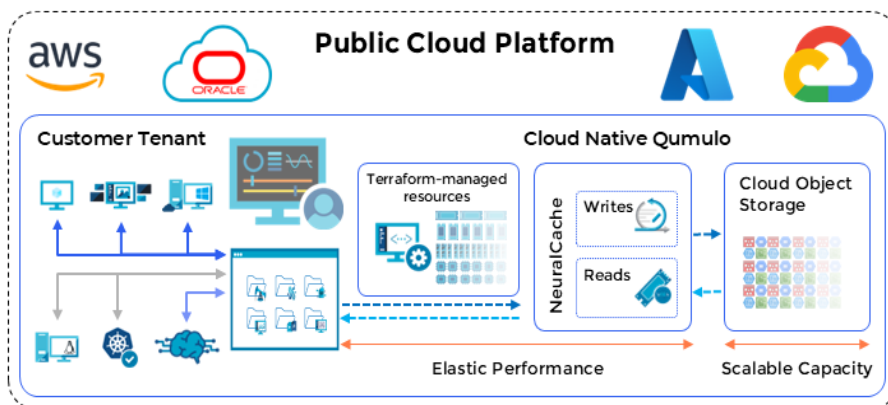 aws
ORACLE
Public Cloud Platform
Customer Tenant
Cloud Native Qumulo
Terraform-managed
resources
NeuralCache
Writes
Reads
Cloud Object
Storage
Elastic Performance
Scalable Capacity